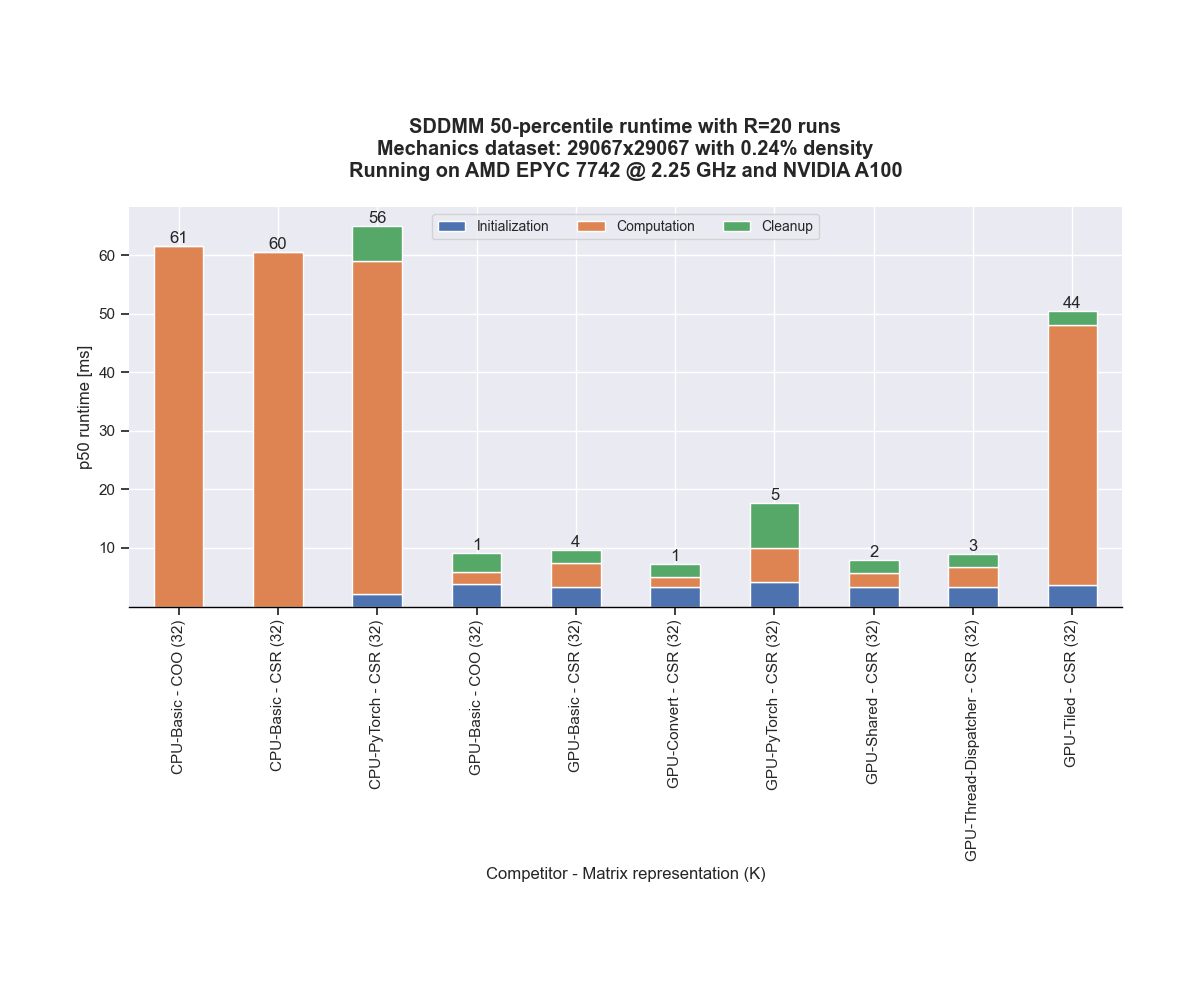 SDDMM 50-percentile runtime with R=20 runs
Mechanics dataset: 29067x29067 with 0.24% density
Running on AMD EPYC 7742 @ 2.25 GHz and NVIDIA A100
Initialization
Computation
Cleanup
61
60
56
1
4
1
5
2
3
44
p50 runtime [ms]
60
50
40
30
20
10
CPU-Basic - COO (32)
CPU-Basic - CSR (32)
CPU-PyTorch - CSR (32)
GPU-Basic - COO (32)
GPU-Basic - CSR (32)
GPU-Convert - CSR (32)
GPU-PyTorch - CSR (32)
GPU-Shared - CSR (32)
GPU-Thread-Dispatcher - CSR (32)
GPU-Tiled - CSR (32)
Competitor - Matrix representation (K)